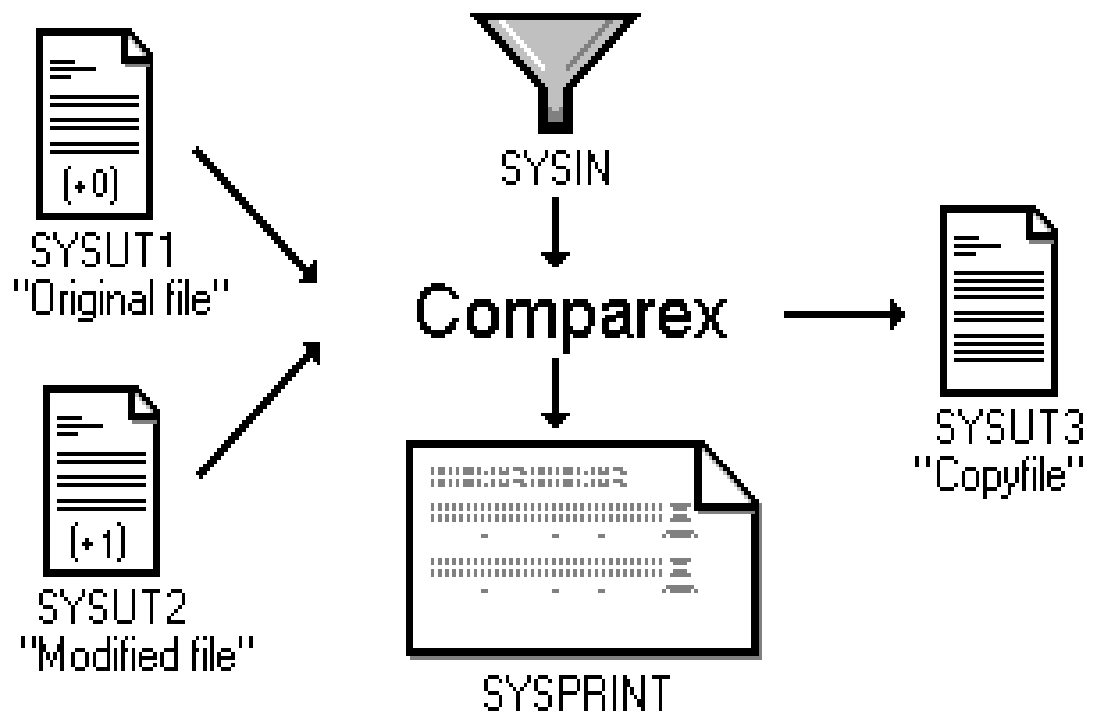 (+0)
SYSUT1
"Original file"
SYSIN
Comparex
SYSUT3
"Copyfile"
(+1)
SYSUT2
"Modified file"
SYSPRINT